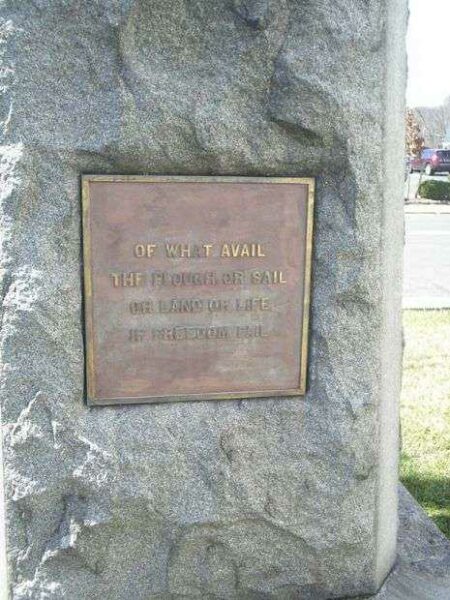 OF WHAT AVAIL
THE PLOUGH OR SAIL
OR LAND OR LIFE
IF FREEDOM FAIL